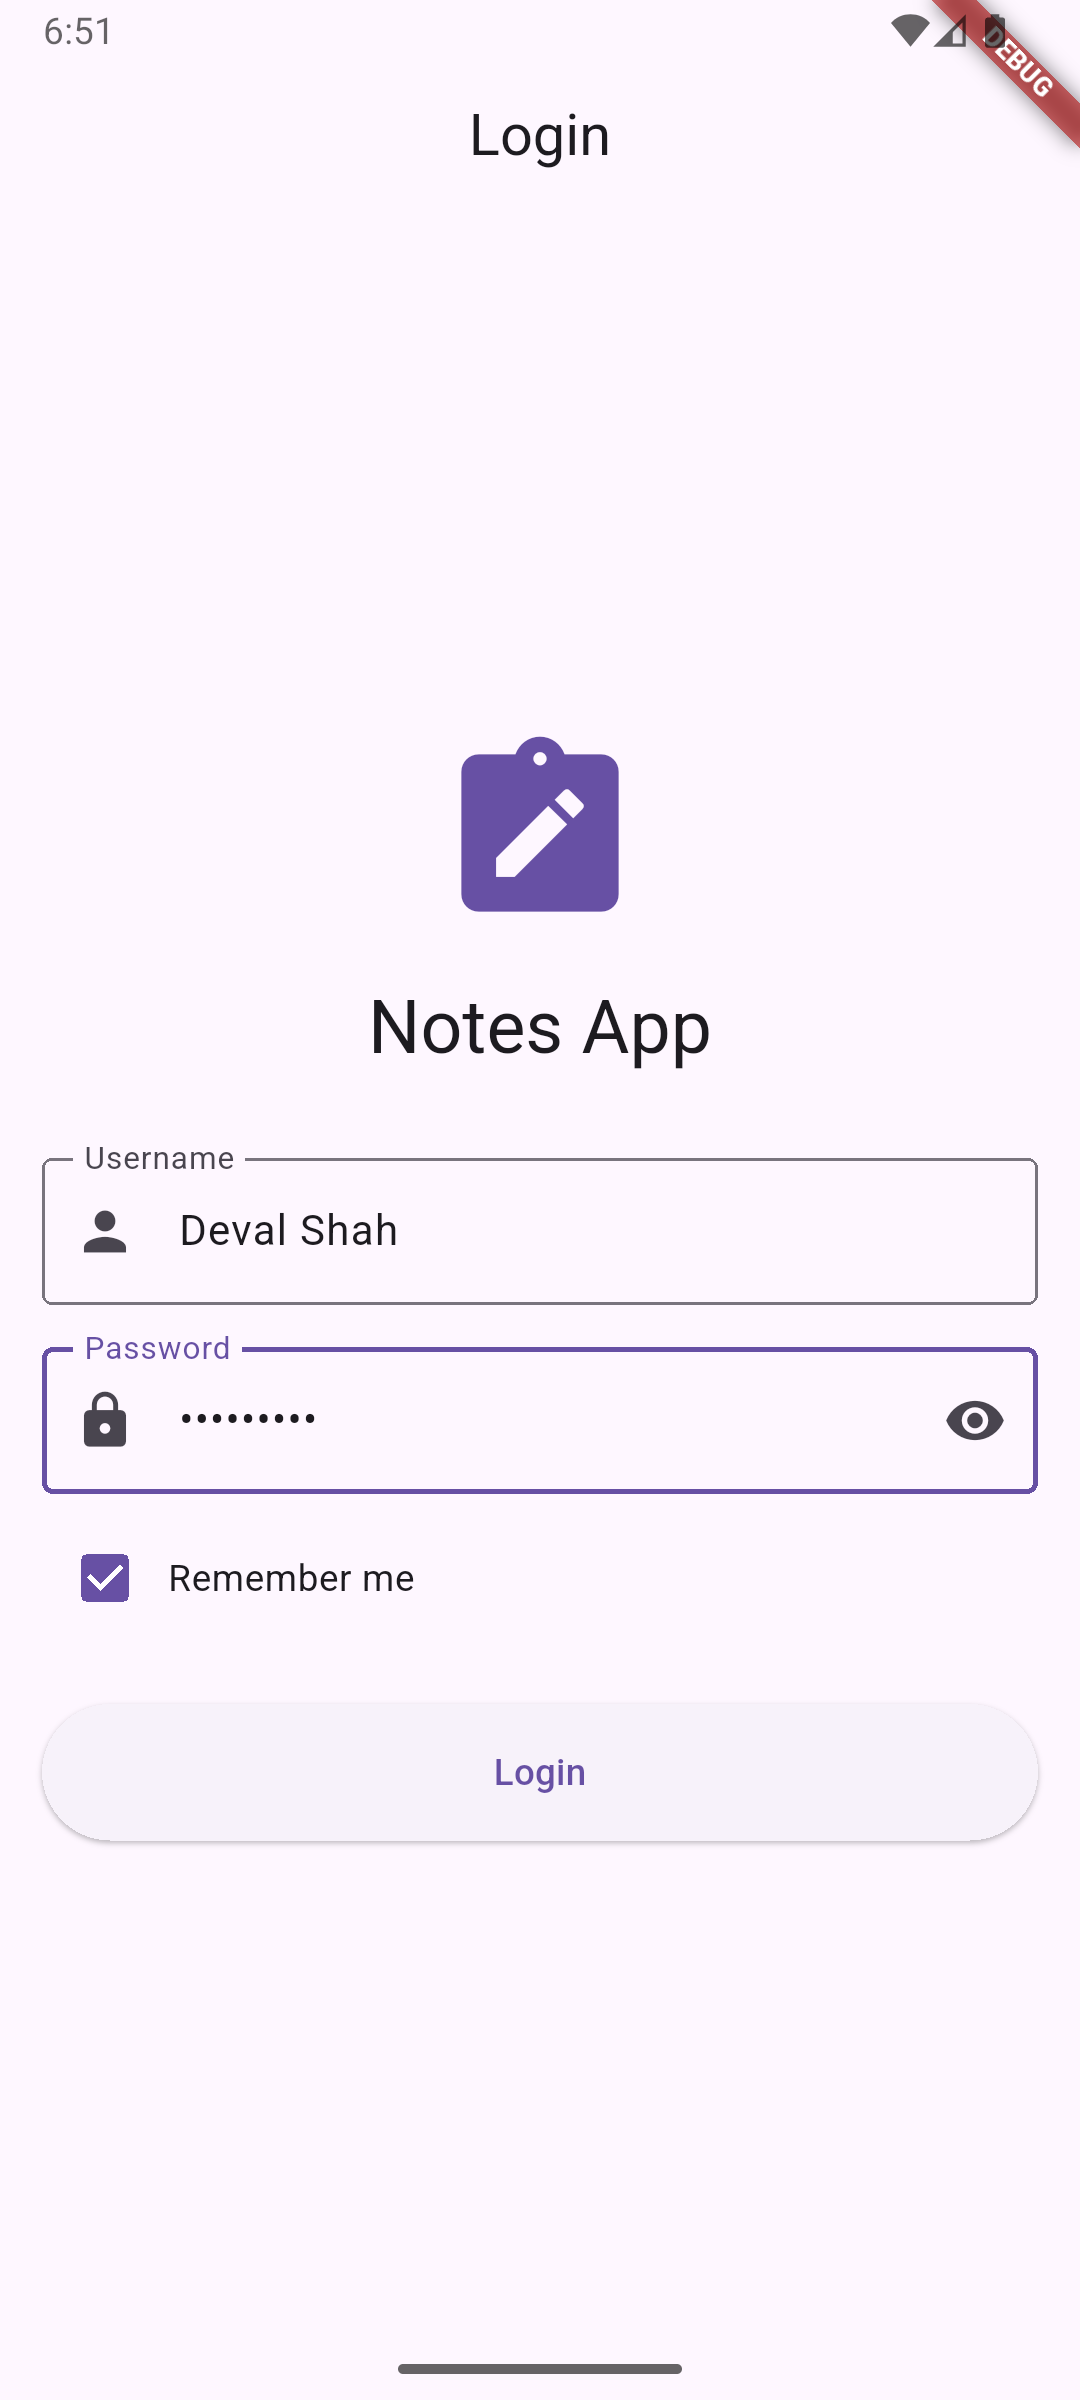 6:51
DEBUG
Login
Notes App
Username
Deval Shah
Password
•••••••••
Remember me
Login